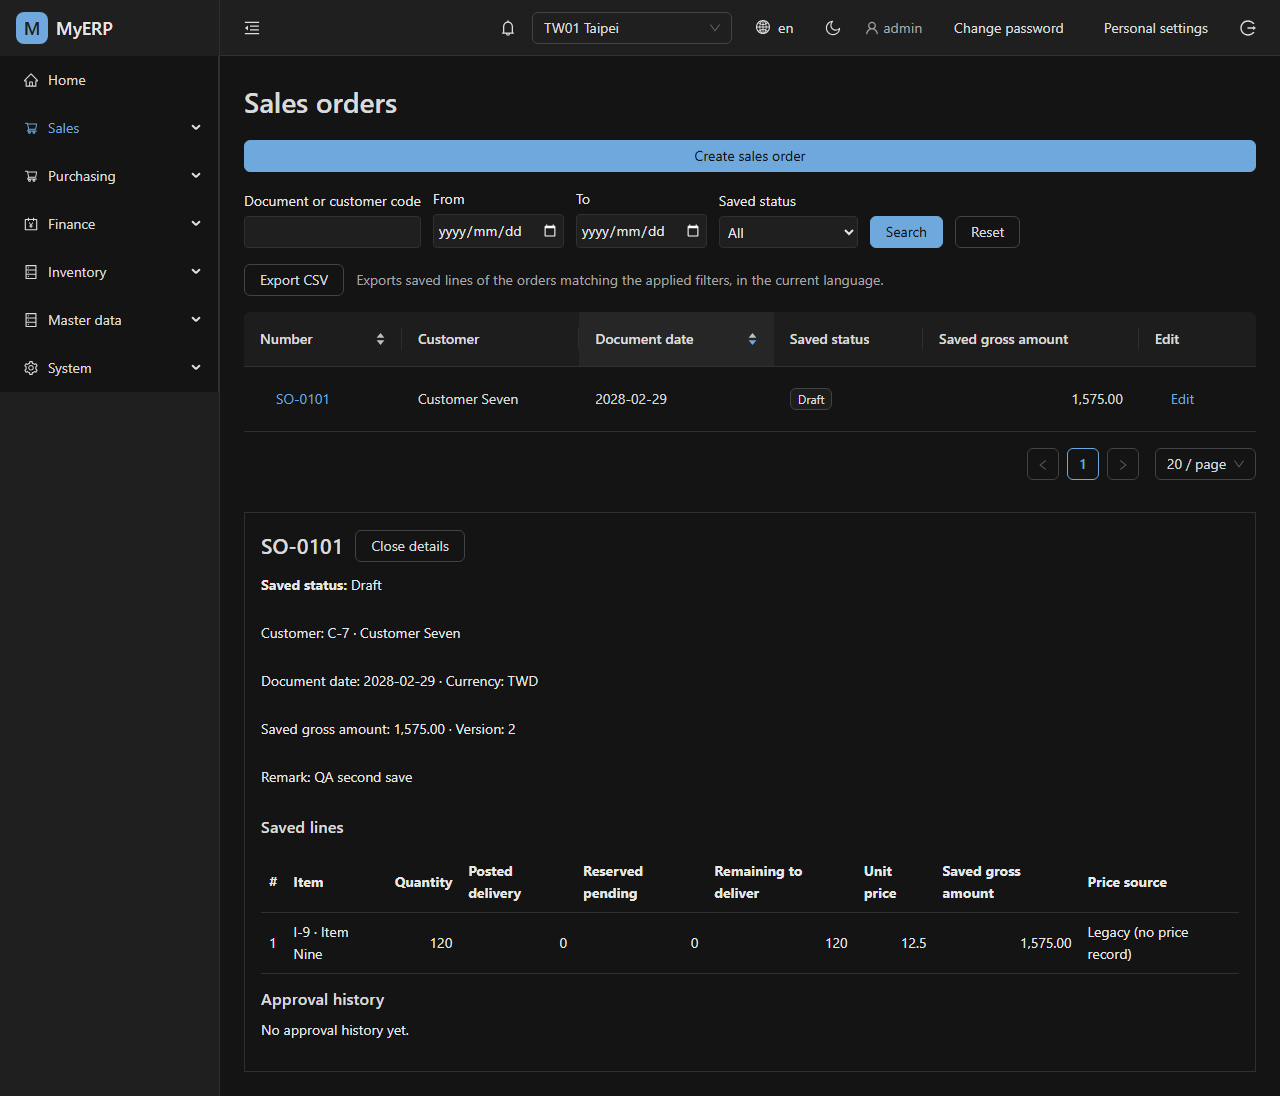 M MyERP
TW01 Taipei
en
admin
Change password
Personal settings
Home
Sales
Purchasing
Finance
Inventory
Master data
System
Sales orders
Create sales order
Document or customer code From To Saved status
yyyy/mm/dd yyyy/mm/dd All Search Reset
Export CSV Exports saved lines of the orders matching the applied filters, in the current language.
Number Customer Document date Saved status Saved gross amount Edit
SO-0101 Customer Seven 2028-02-29 Draft 1,575.00 Edit
< 1 > 20 / page
SO-0101 Close details
Saved status: Draft
Customer: C-7 · Customer Seven
Document date: 2028-02-29 · Currency: TWD
Saved gross amount: 1,575.00 · Version: 2
Remark: QA second save
Saved lines
# Item Quantity Posted delivery Reserved pending Remaining to deliver Unit price Saved gross amount Price source
1 I-9 · Item Nine 120 0 0 120 12.5 1,575.00 Legacy (no price record)
Approval history
No approval history yet.